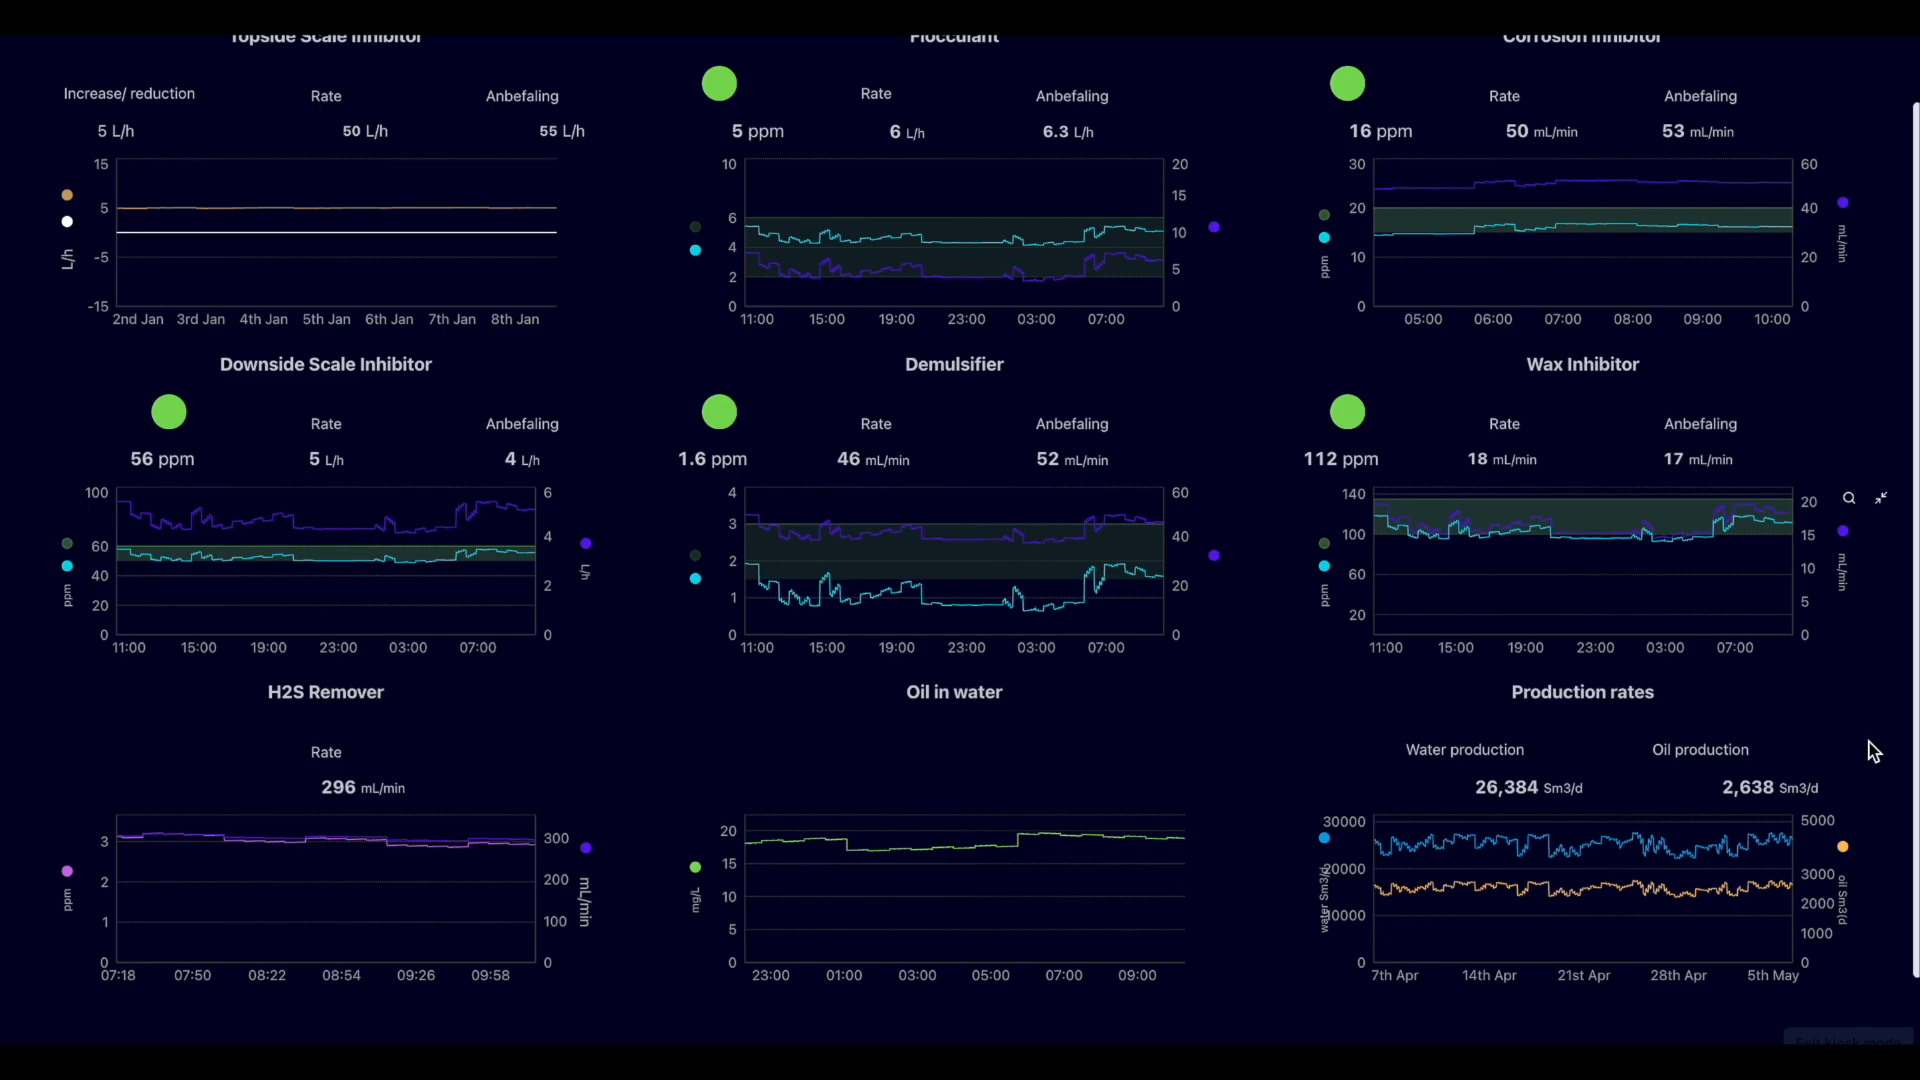 Topside Scale Inhibitor
Increase/ reduction
Rate
Anbefaling
5 L/h
50 L/h
55 L/h
15
5
-5
-15
L/h
2nd Jan 3rd Jan 4th Jan 5th Jan 6th Jan 7th Jan 8th Jan
Flocculant
Rate
Anbefaling
5 ppm
6 L/h
6.3 L/h
10
6
4
2
0
20
15
10
5
0
11:00 15:00 19:00 23:00 03:00 07:00
Corrosion Inhibitor
Rate
Anbefaling
16 ppm
50 mL/min
53 mL/min
30
20
10
0
ppm
60
40
20
0
mL/min
05:00 06:00 07:00 08:00 09:00 10:00
Downside Scale Inhibitor
Rate
Anbefaling
56 ppm
5 L/h
4 L/h
100
60
40
20
0
ppm
6
4
2
0
L/h
11:00 15:00 19:00 23:00 03:00 07:00
Demulsifier
Rate
Anbefaling
1.6 ppm
46 mL/min
52 mL/min
4
3
2
1
0
60
40
20
0
11:00 15:00 19:00 23:00 03:00 07:00
Wax Inhibitor
Rate
Anbefaling
112 ppm
18 mL/min
17 mL/min
140
100
60
20
ppm
20
15
10
5
0
mL/min
11:00 15:00 19:00 23:00 03:00 07:00
H2S Remover
Rate
296 mL/min
3
2
1
0
ppm
300
200
100
0
mL/min
07:18 07:50 08:22 08:54 09:26 09:58
Oil in water
20
15
10
5
0
mg/L
23:00 01:00 03:00 05:00 07:00 09:00
Production rates
Water production
Oil production
26,384 Sm3/d
2,638 Sm3/d
30000
20000
10000
0
water Sm3/d
5000
3000
2000
1000
0
oil Sm3(d
7th Apr 14th Apr 21st Apr 28th Apr 5th May
Exit kiosk mode